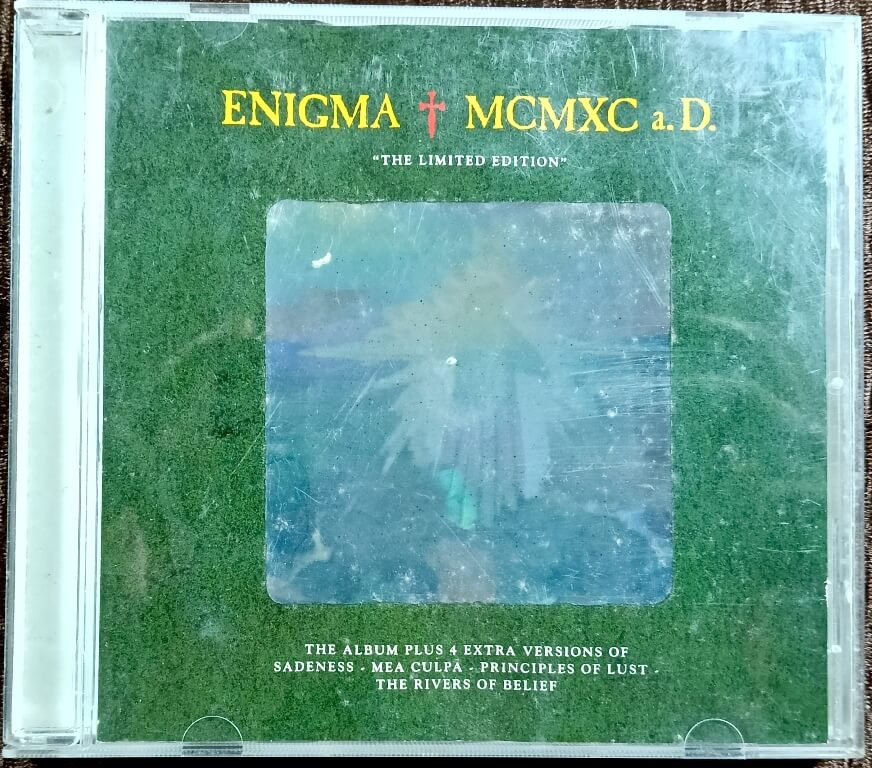 ENIGMA † MCMXC a.D.
“THE LIMITED EDITION”
THE ALBUM PLUS 4 EXTRA VERSIONS OF
SADENESS - MEA CULPA - PRINCIPLES OF LUST -
THE RIVERS OF BELIEF